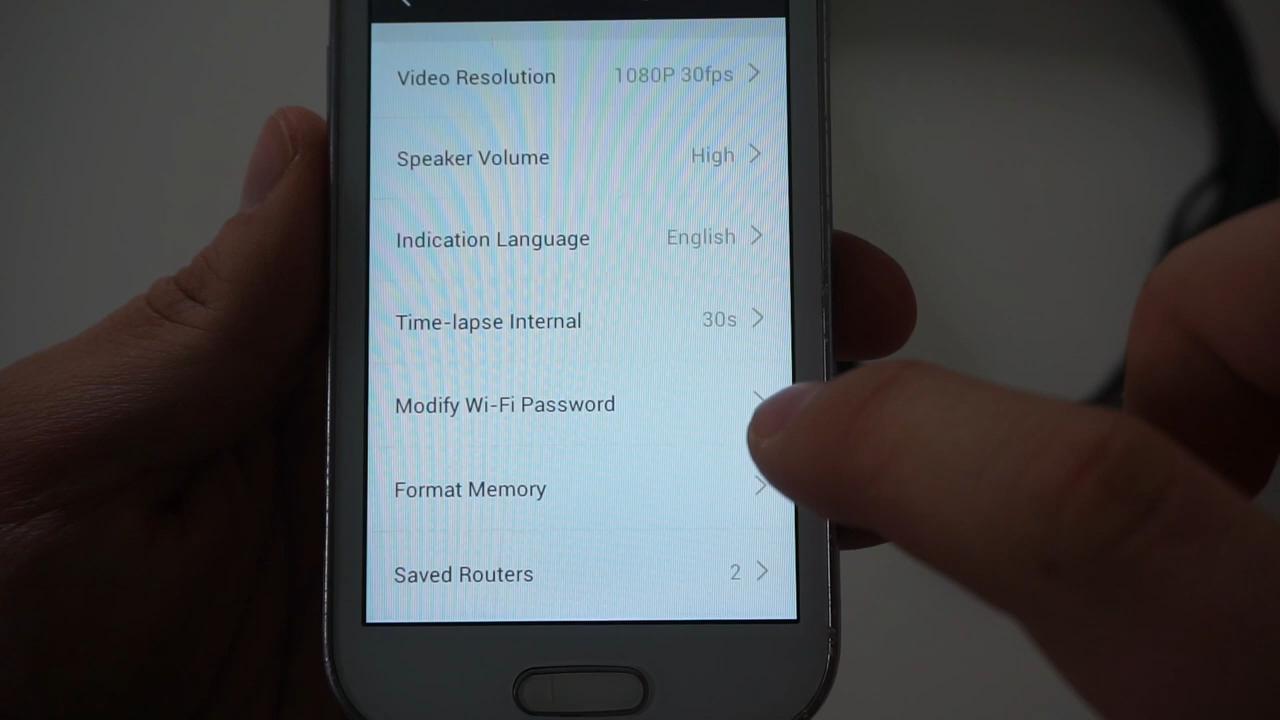 Video Resolution 1080P 30fps
Speaker Volume High
Indication Language English
Time-lapse Internal 30s
Modify Wi-Fi Password
Format Memory
Saved Routers 2